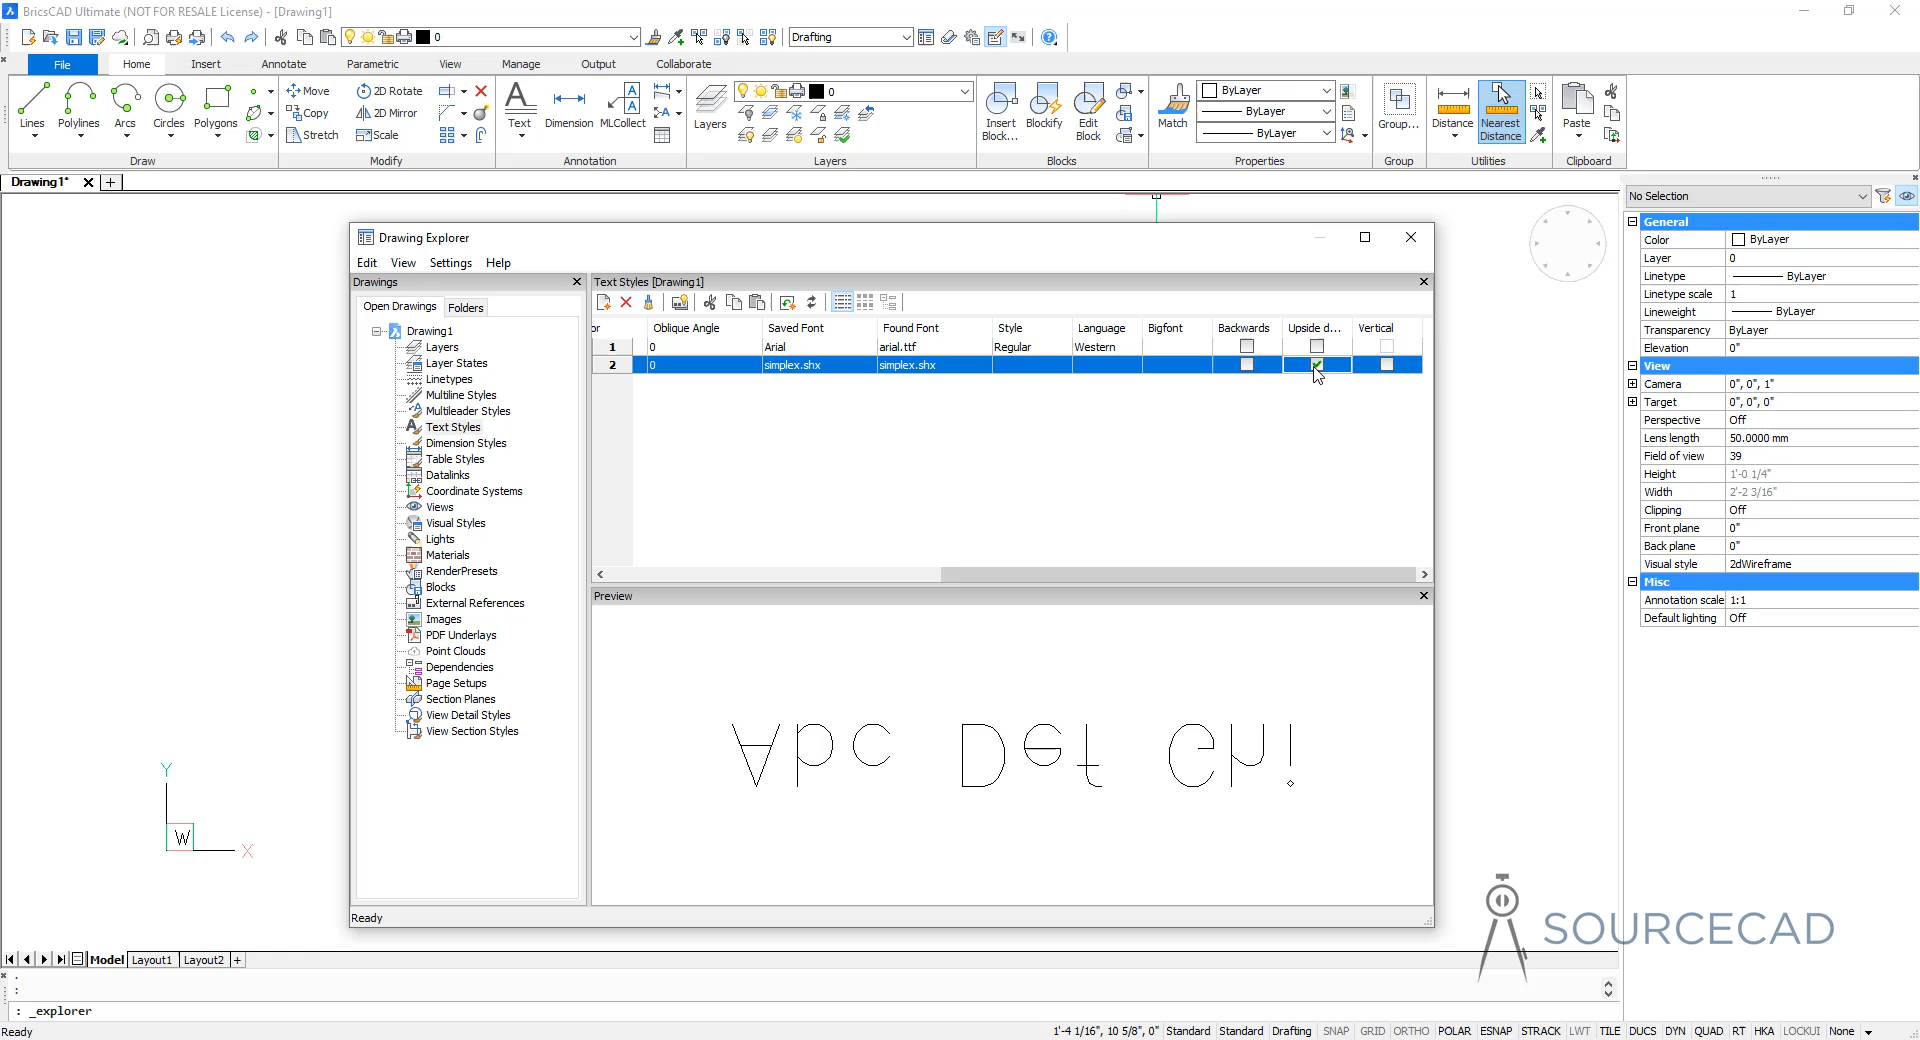 BricsCAD Ultimate (NOT FOR RESALE License) - [Drawing1]
0 Drafting
File Home Insert Annotate Parametric View Manage Output Collaborate
Lines Polylines Arcs Circles Polygons
Move 2D Rotate
Copy 2D Mirror
Stretch Scale
Text Dimension MLCollect
Layers 0
Insert Block... Blockify Edit Block
Match ByLayer
ByLayer
ByLayer
Group... Distance Nearest Distance Paste
Draw Modify Annotation Layers Blocks Properties Group Utilities Clipboard
Drawing1*
Drawing Explorer
Edit View Settings Help
Drawings
Open Drawings Folders
Drawing1
Layers
Layer States
Linetypes
Multiline Styles
Multileader Styles
Text Styles
Dimension Styles
Table Styles
Datalinks
Coordinate Systems
Views
Visual Styles
Lights
Materials
RenderPresets
Blocks
External References
Images
PDF Underlays
Point Clouds
Dependencies
Page Setups
Section Planes
View Detail Styles
View Section Styles
Text Styles [Drawing1]
or Oblique Angle Saved Font Found Font Style Language Bigfont Backwards Upside d... Vertical
1 0 Arial arial.ttf Regular Western
2 0 simplex.shx simplex.shx
Preview
Abc Def Ghi
Ready
No Selection
General
Color ByLayer
Layer 0
Linetype ByLayer
Linetype scale 1
Lineweight ByLayer
Transparency ByLayer
Elevation 0"
View
Camera 0", 0", 1"
Target 0", 0", 0"
Perspective Off
Lens length 50.0000 mm
Field of view 39
Height 1'-0 1/4"
Width 2'-2 3/16"
Clipping Off
Front plane 0"
Back plane 0"
Visual style 2dWireframe
Misc
Annotation scale 1:1
Default lighting Off
Y
W X
SOURCECAD
Model Layout1 Layout2
:
: _explorer
Ready 1'-4 1/16", 10 5/8", 0" Standard Standard Drafting SNAP GRID ORTHO POLAR ESNAP STRACK LWT TILE DUCS DYN QUAD RT HKA LOCKUI None